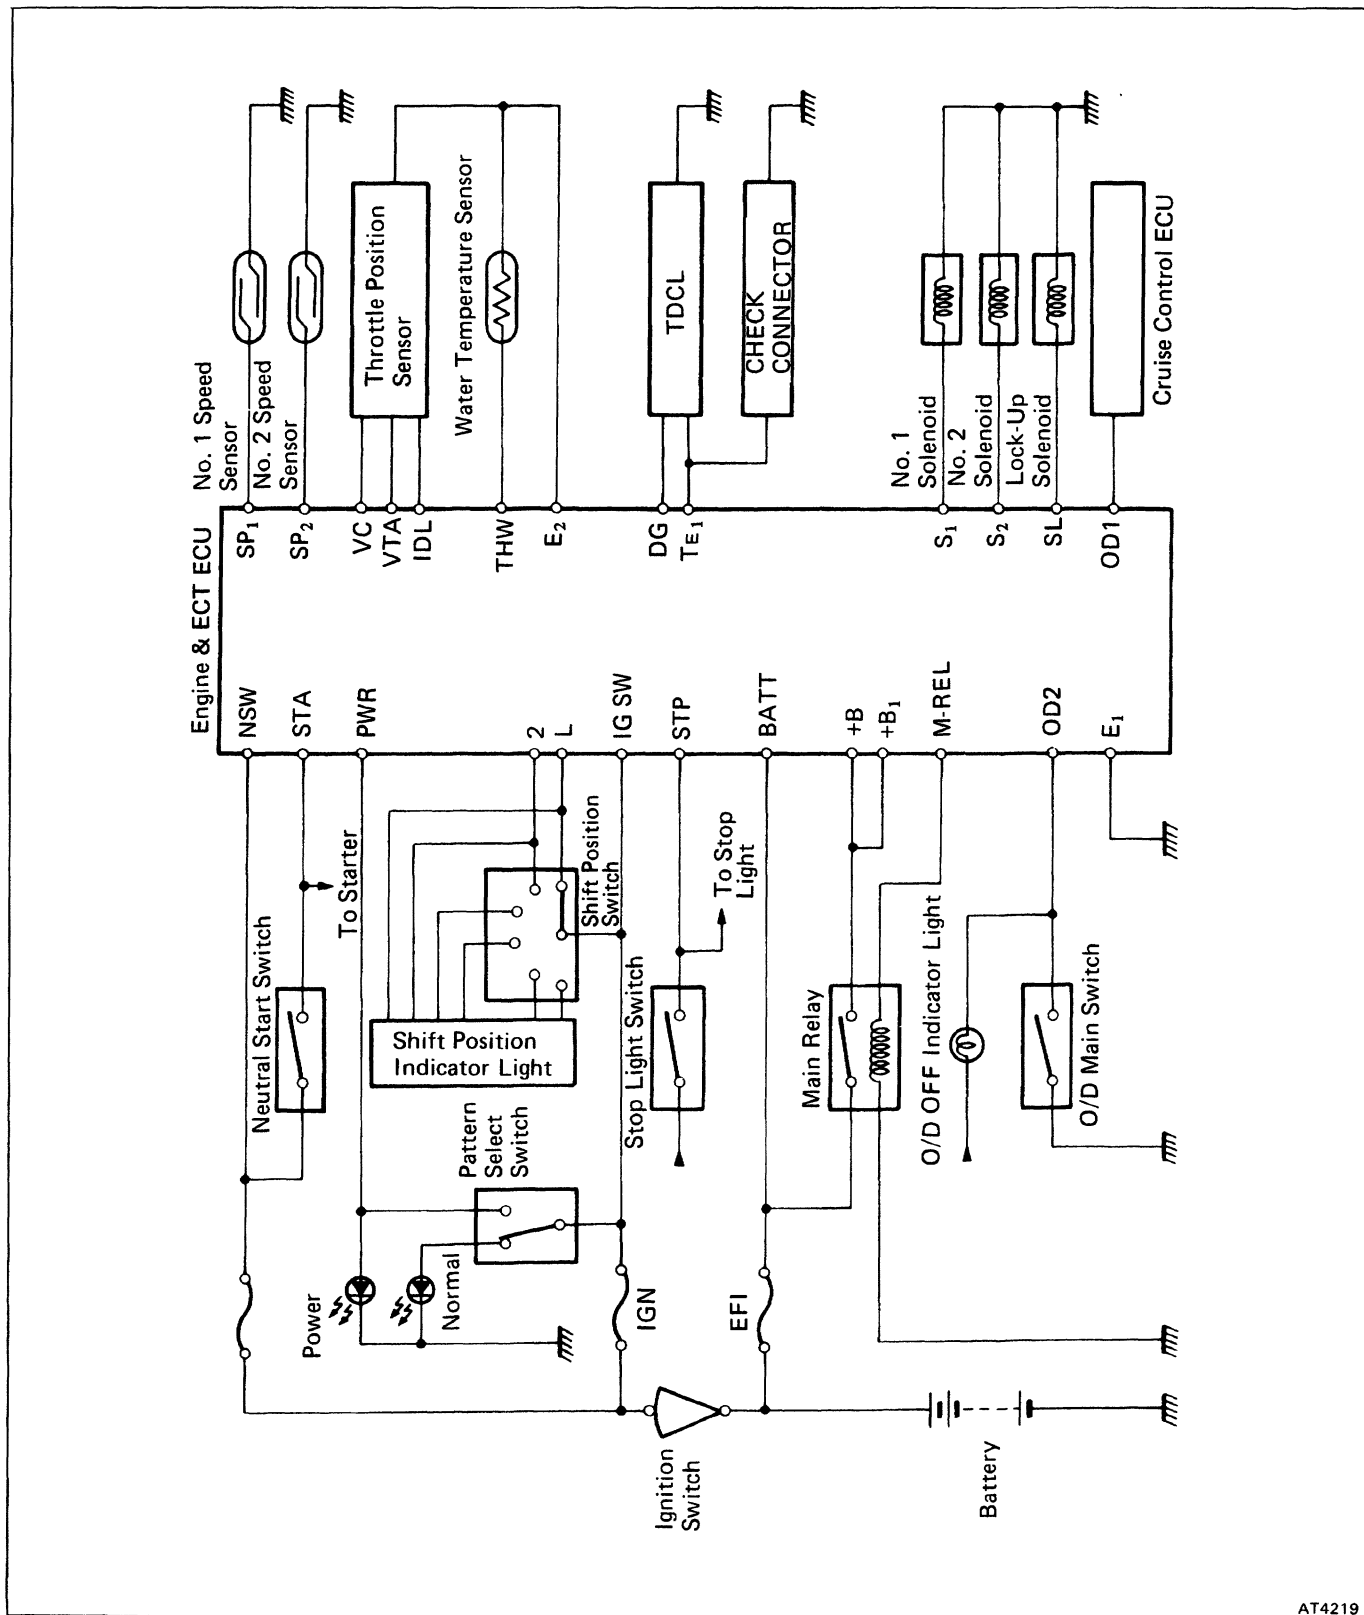 Engine & ECT ECU
No. 1 Speed
Sensor
No. 2 Speed
Sensor
Throttle Position
Sensor
Water Temperature Sensor
TDCL
CHECK
CONNECTOR
No. 1
Solenoid
No. 2
Solenoid
Lock-Up
Solenoid
Cruise Control ECU
SP1
SP2
VC
VTA
IDL
THW
E2
DG
TE1
S1
S2
SL
OD1
NSW
STA
PWR
2
L
IG SW
STP
BATT
+B
+B1
M-REL
OD2
E1
Neutral Start Switch
To Starter
Shift Position
Switch
Shift Position
Indicator Light
Pattern
Select
Switch
Stop Light Switch
To Stop
Light
Main Relay
O/D OFF Indicator Light
O/D Main Switch
Power
Normal
IGN
EFI
Ignition
Switch
Battery
AT4219